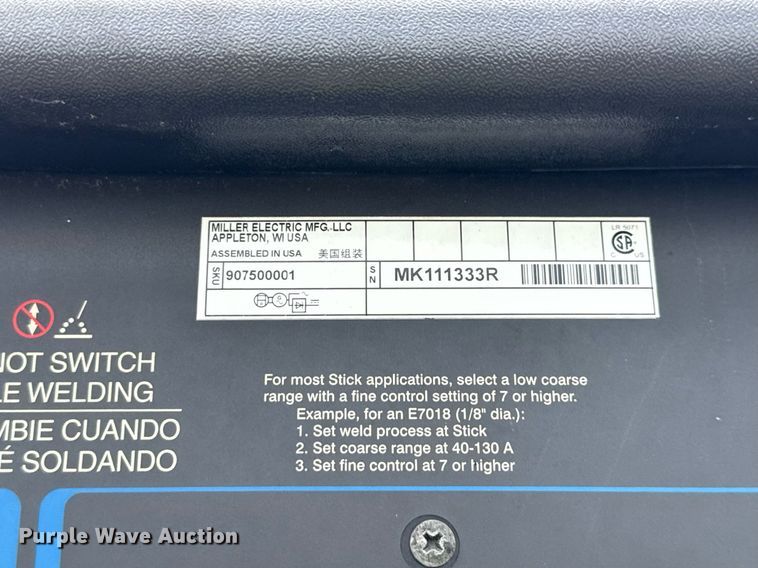 MILLER ELECTRIC MFG. LLC
APPLETON, WI USA
ASSEMBLED IN USA 美国组装
LR 5071
C US
SKU 907500001
SN MK111333R
NOT SWITCH
LE WELDING
MBIE CUANDO
É SOLDANDO
For most Stick applications, select a low coarse
range with a fine control setting of 7 or higher.
Example, for an E7018 (1/8" dia.):
1. Set weld process at Stick
2. Set coarse range at 40-130 A
3. Set fine control at 7 or higher
Purple Wave Auction